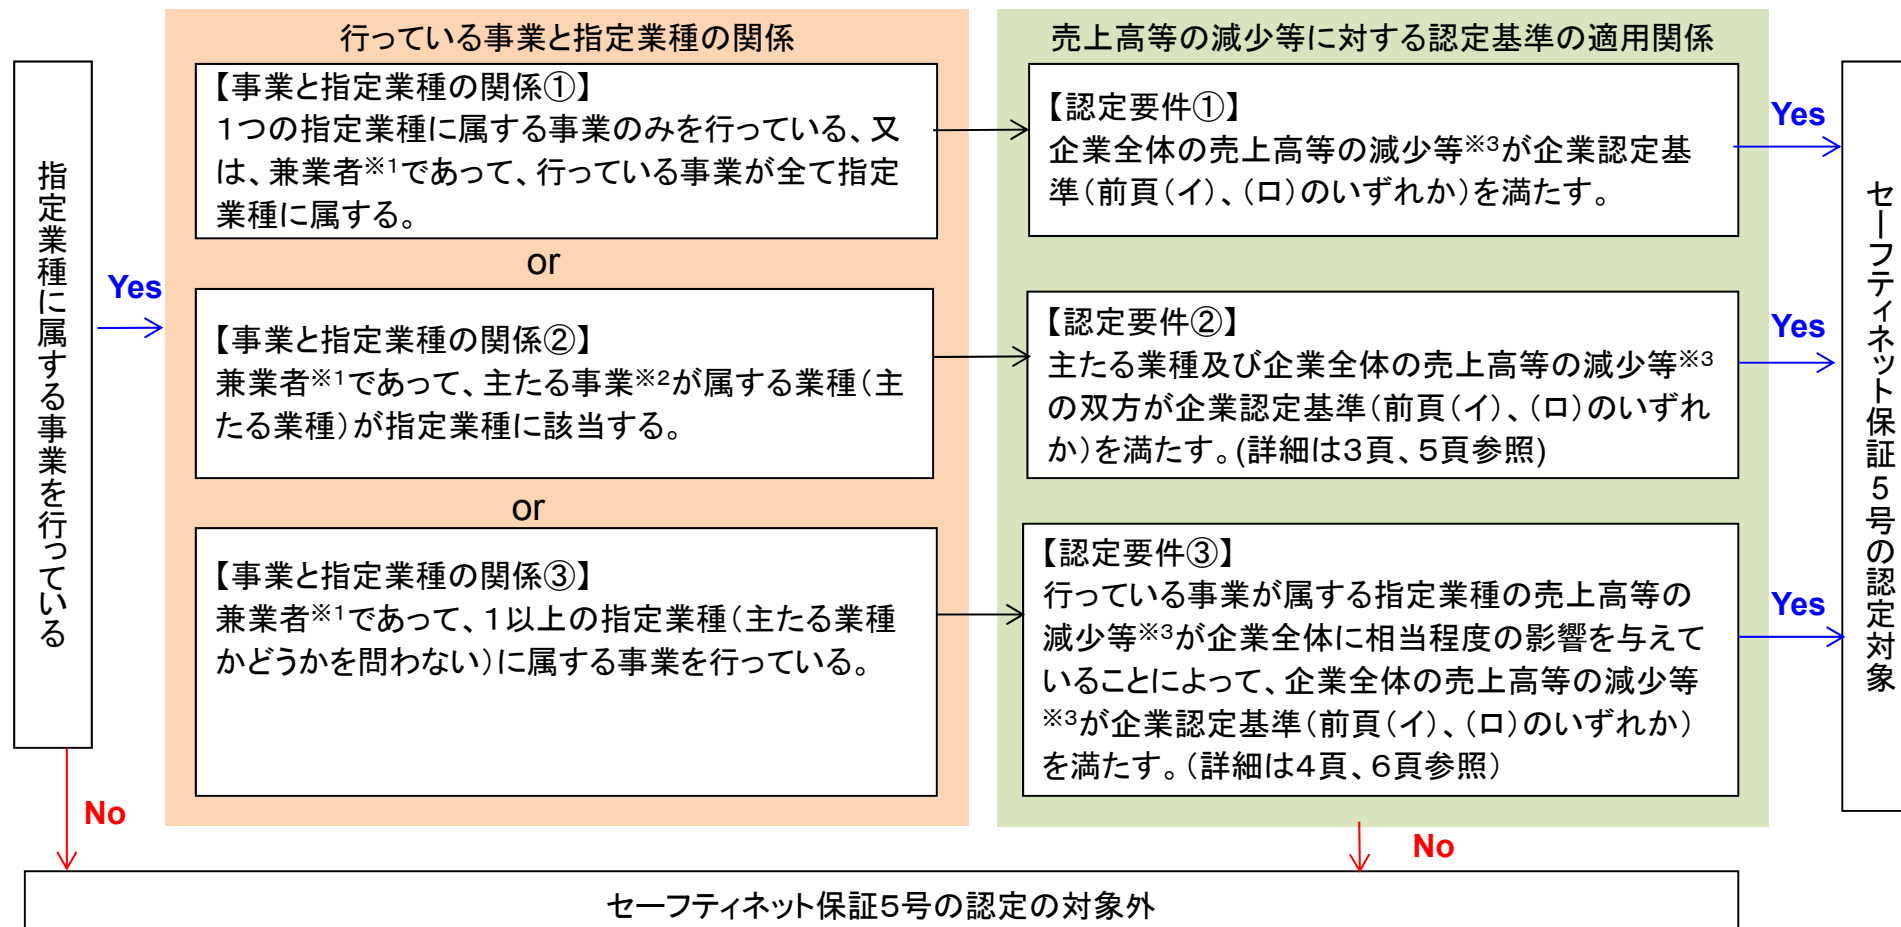 行っている事業と指定業種の関係
売上高等の減少等に対する認定基準の適用関係
指定業種に属する事業を行っている
Yes
No
【事業と指定業種の関係①】
1つの指定業種に属する事業のみを行っている、又
は、兼業者※1であって、行っている事業が全て指定
業種に属する。
or
【事業と指定業種の関係②】
兼業者※1であって、主たる事業※2が属する業種(主
たる業種)が指定業種に該当する。
or
【事業と指定業種の関係③】
兼業者※1であって、1以上の指定業種(主たる業種
かどうかを問わない)に属する事業を行っている。
【認定要件①】
企業全体の売上高等の減少等※3が企業認定基
準(前頁(イ)、(ロ)のいずれか)を満たす。
Yes
【認定要件②】
主たる業種及び企業全体の売上高等の減少等※3
の双方が企業認定基準(前頁(イ)、(ロ)のいずれ
か)を満たす。(詳細は3頁、5頁参照)
Yes
【認定要件③】
行っている事業が属する指定業種の売上高等の
減少等※3が企業全体に相当程度の影響を与えて
いることによって、企業全体の売上高等の減少等
※3が企業認定基準(前頁(イ)、(ロ)のいずれか)
を満たす。(詳細は4頁、6頁参照)
Yes
No
セーフティネット保証5号の認定対象
セーフティネット保証5号の認定の対象外